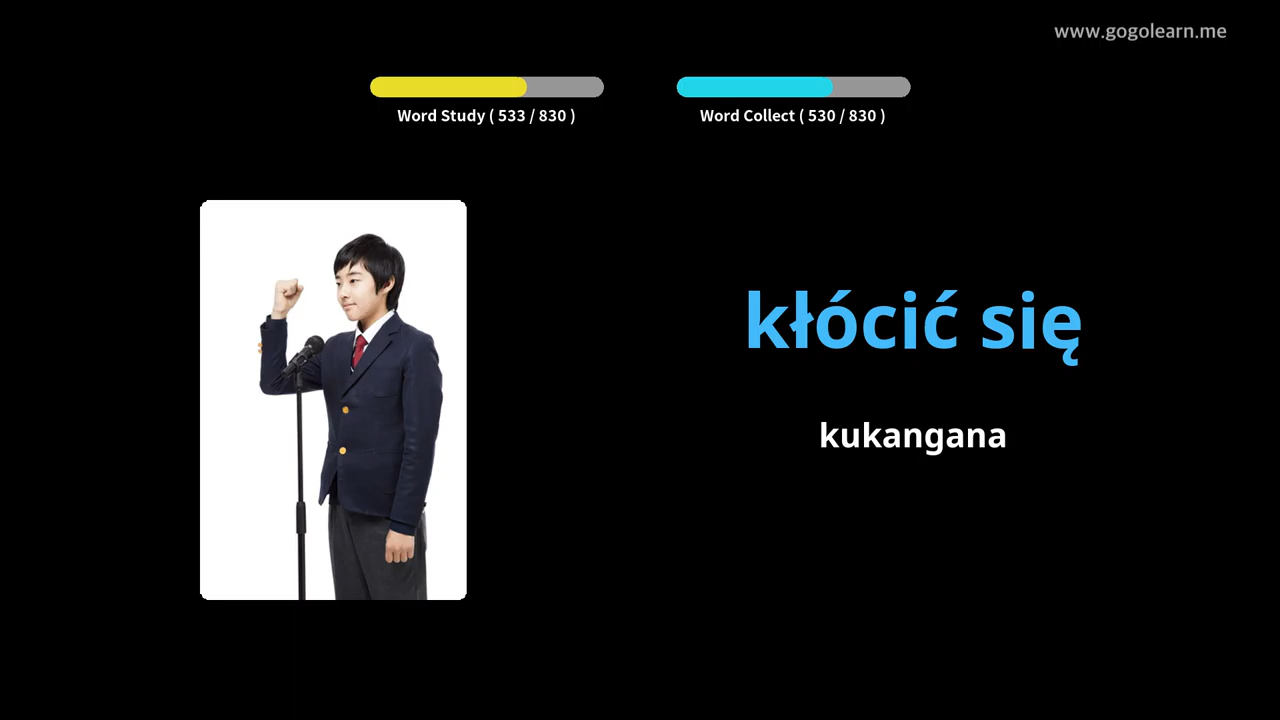 www.gogolearn.me
Word Study ( 533 / 830 )
Word Collect ( 530 / 830 )
kłócić się
kukangana